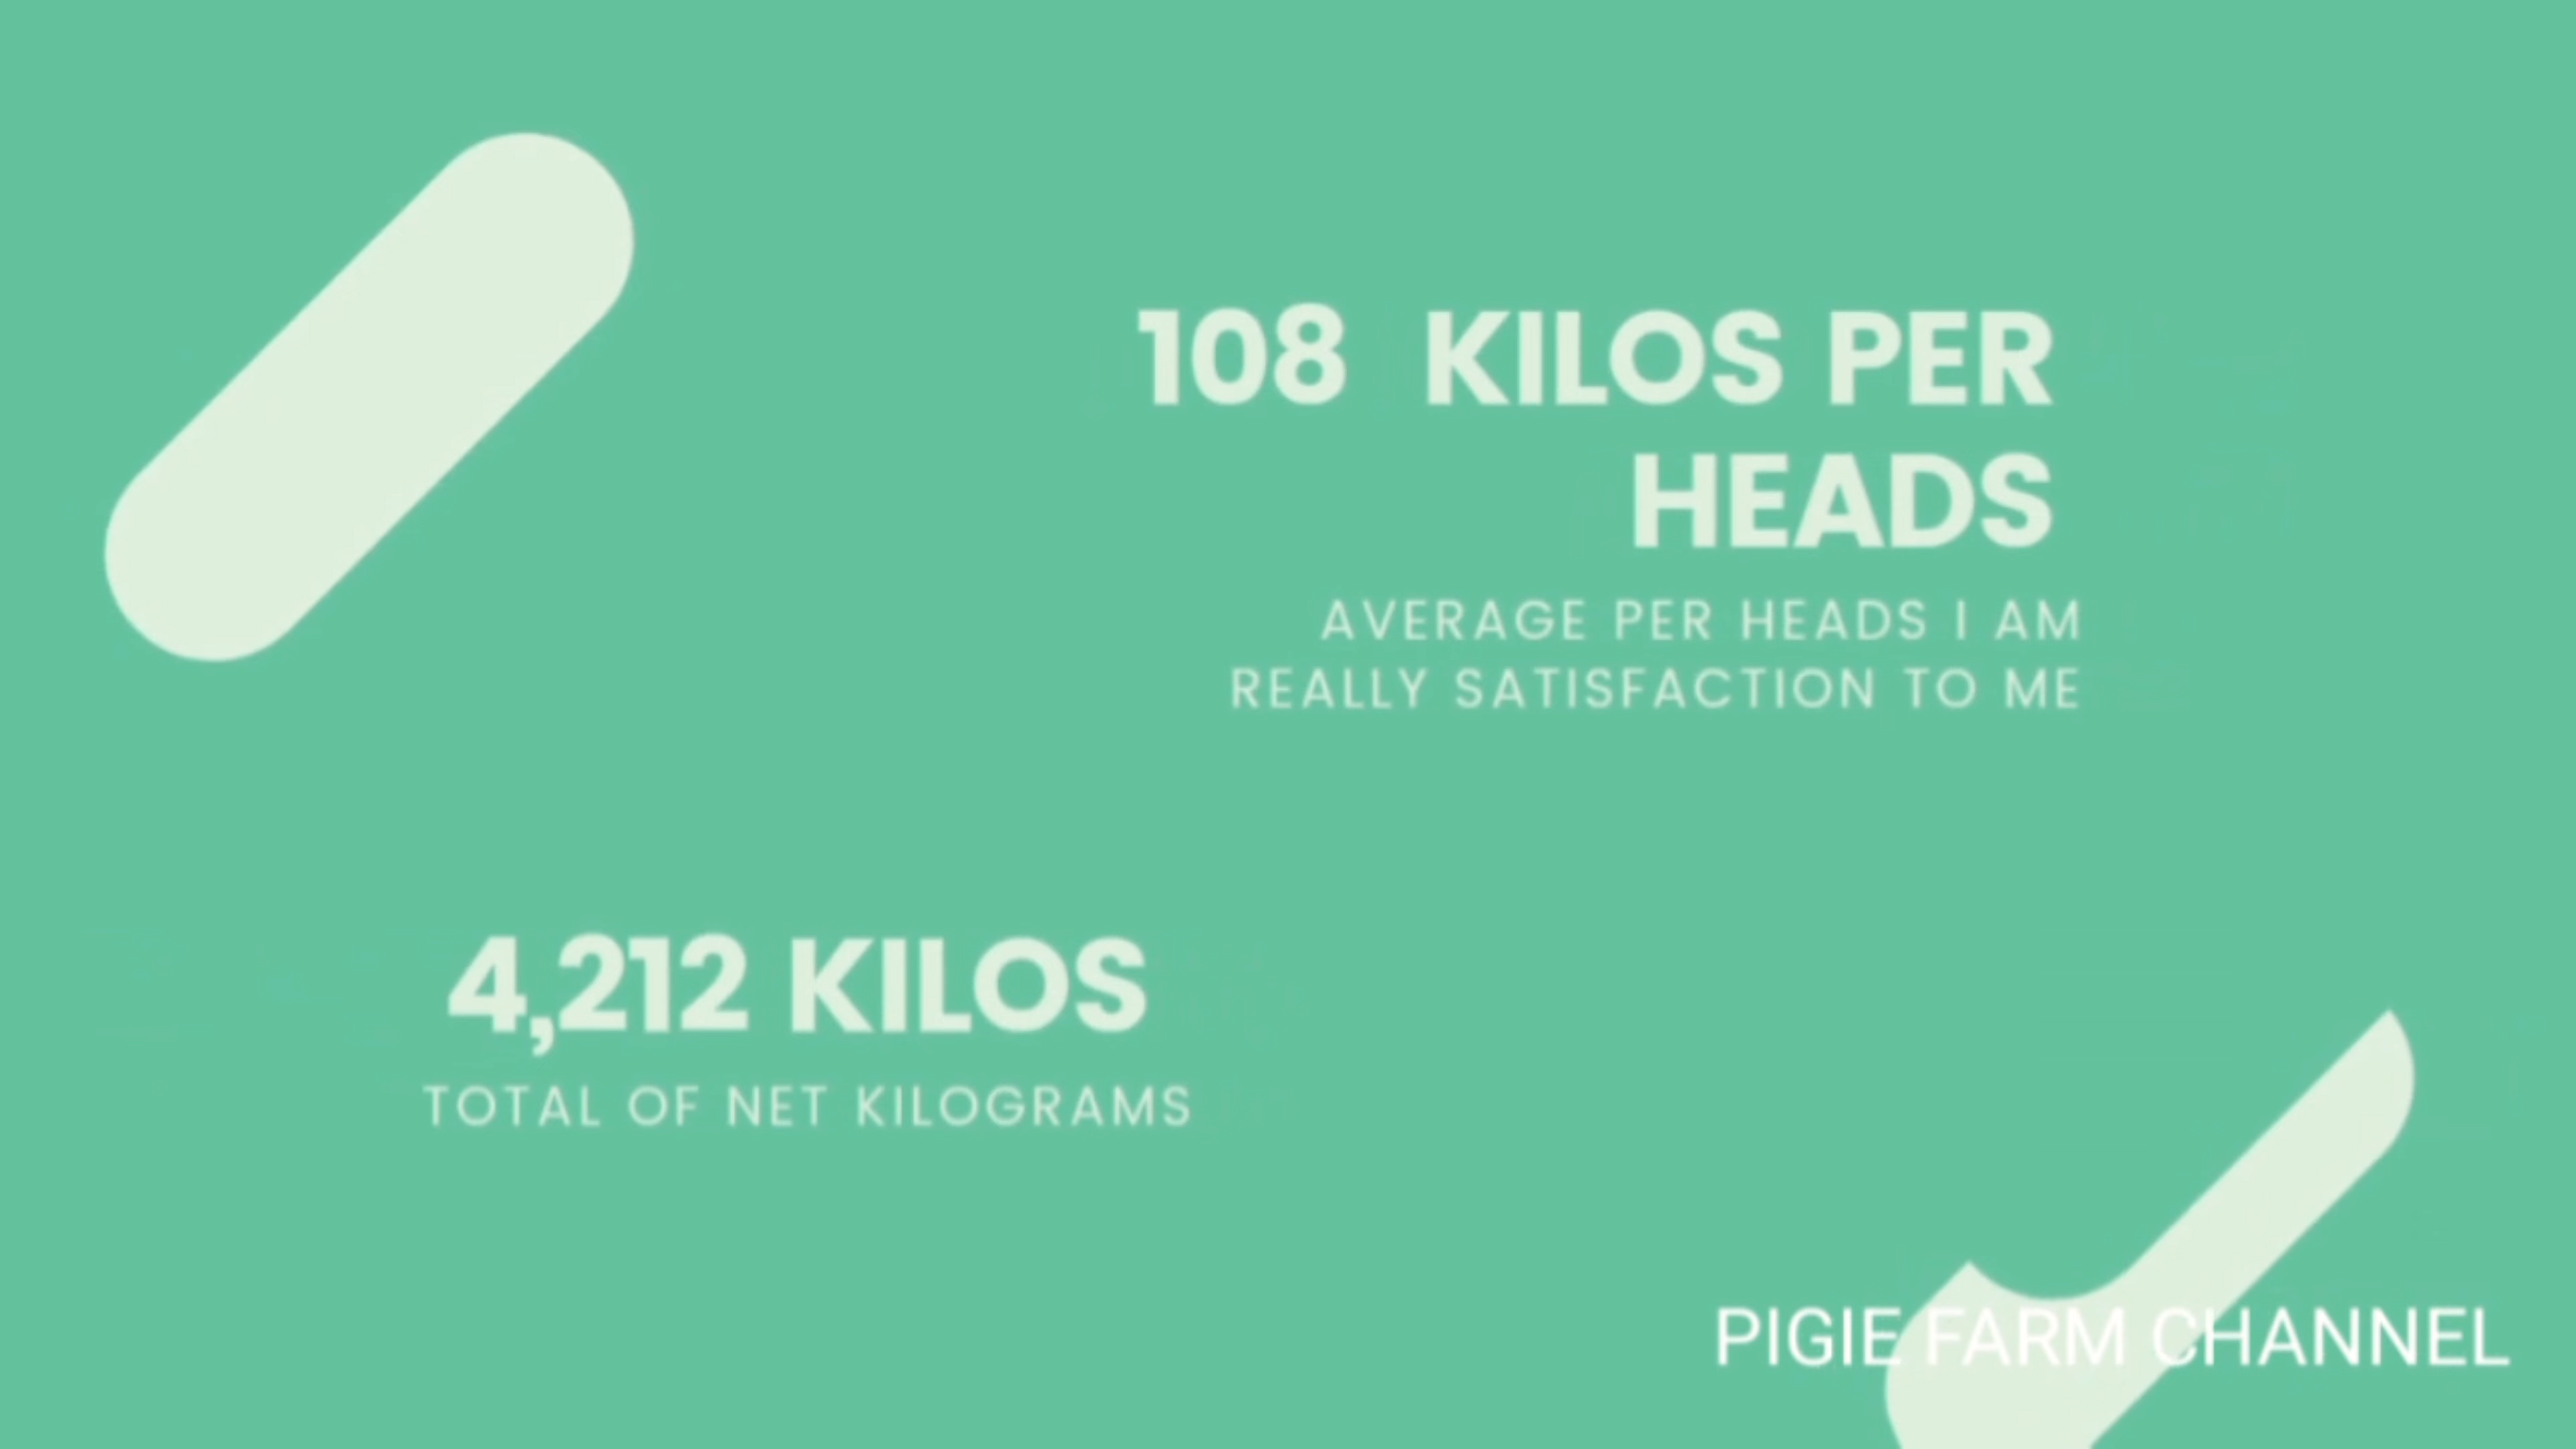 108 KILOS PER
HEADS
AVERAGE PER HEADS I AM
REALLY SATISFACTION TO ME
4,212 KILOS
TOTAL OF NET KILOGRAMS
PIGIE FARM CHANNEL